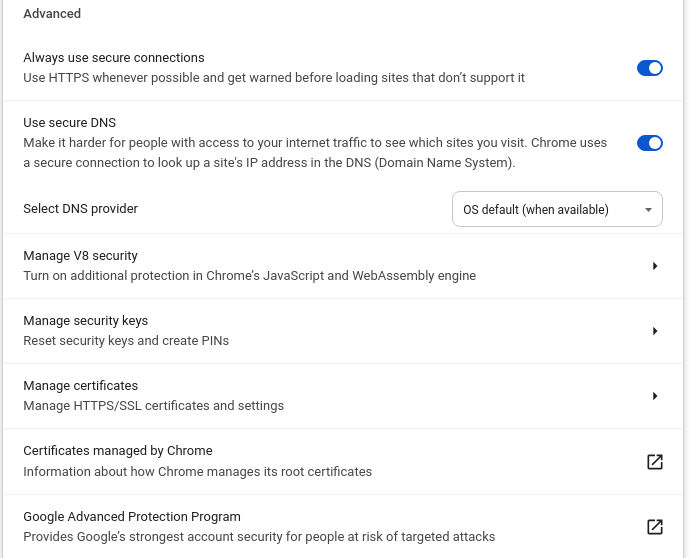 Advanced
Always use secure connections
Use HTTPS whenever possible and get warned before loading sites that don’t support it
Use secure DNS
Make it harder for people with access to your internet traffic to see which sites you visit. Chrome uses
a secure connection to look up a site's IP address in the DNS (Domain Name System).
Select DNS provider
OS default (when available)
Manage V8 security
Turn on additional protection in Chrome’s JavaScript and WebAssembly engine
Manage security keys
Reset security keys and create PINs
Manage certificates
Manage HTTPS/SSL certificates and settings
Certificates managed by Chrome
Information about how Chrome manages its root certificates
Google Advanced Protection Program
Provides Google’s strongest account security for people at risk of targeted attacks